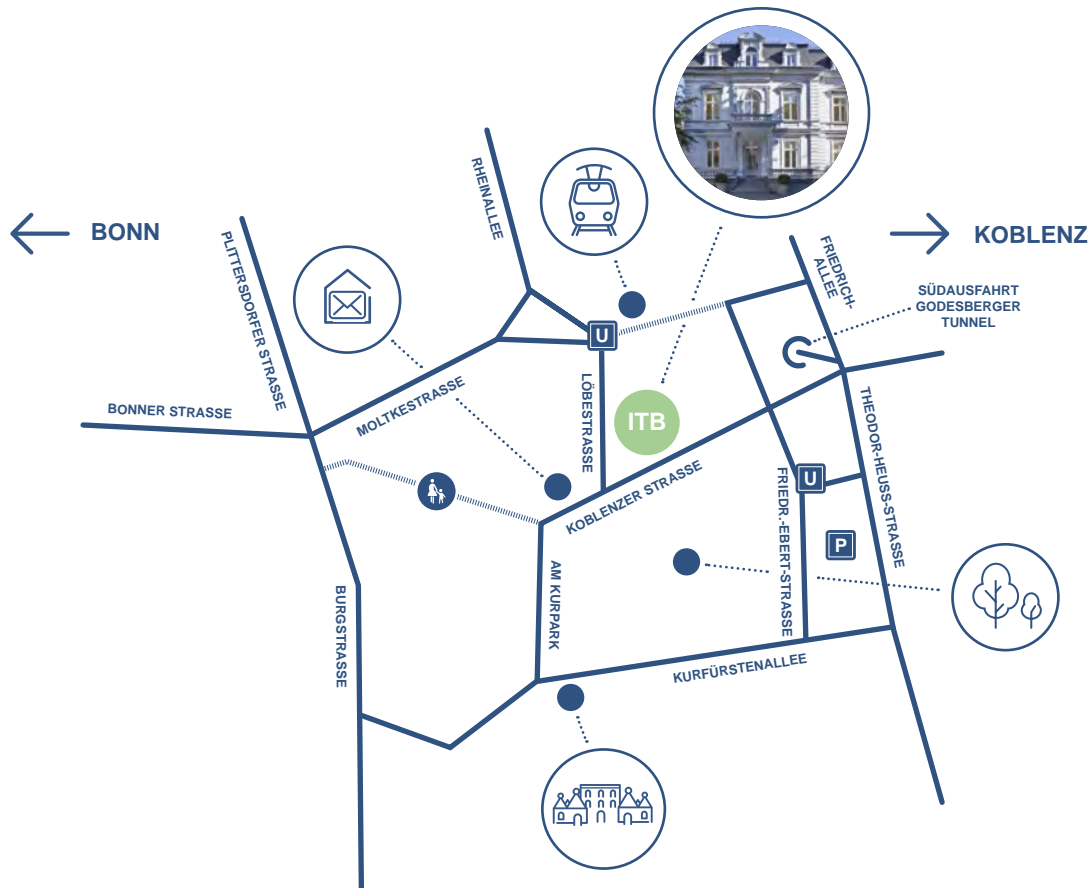 BONN
KOBLENZ
RHEINALLEE
PLITTERSDORFER STRASSE
FRIEDRICH-
ALLEE
SÜDAUSFAHRT
GODESBERGER
TUNNEL
U
BONNER STRASSE
MOLTKESTRASSE
LÖBESTRASSE
ITB
THEODOR-HEUSS-STRASSE
KOBLENZER STRASSE
U
FRIEDR.-EBERT-STRASSE
P
AM KURPARK
BURGSTRASSE
KURFÜRSTENALLEE